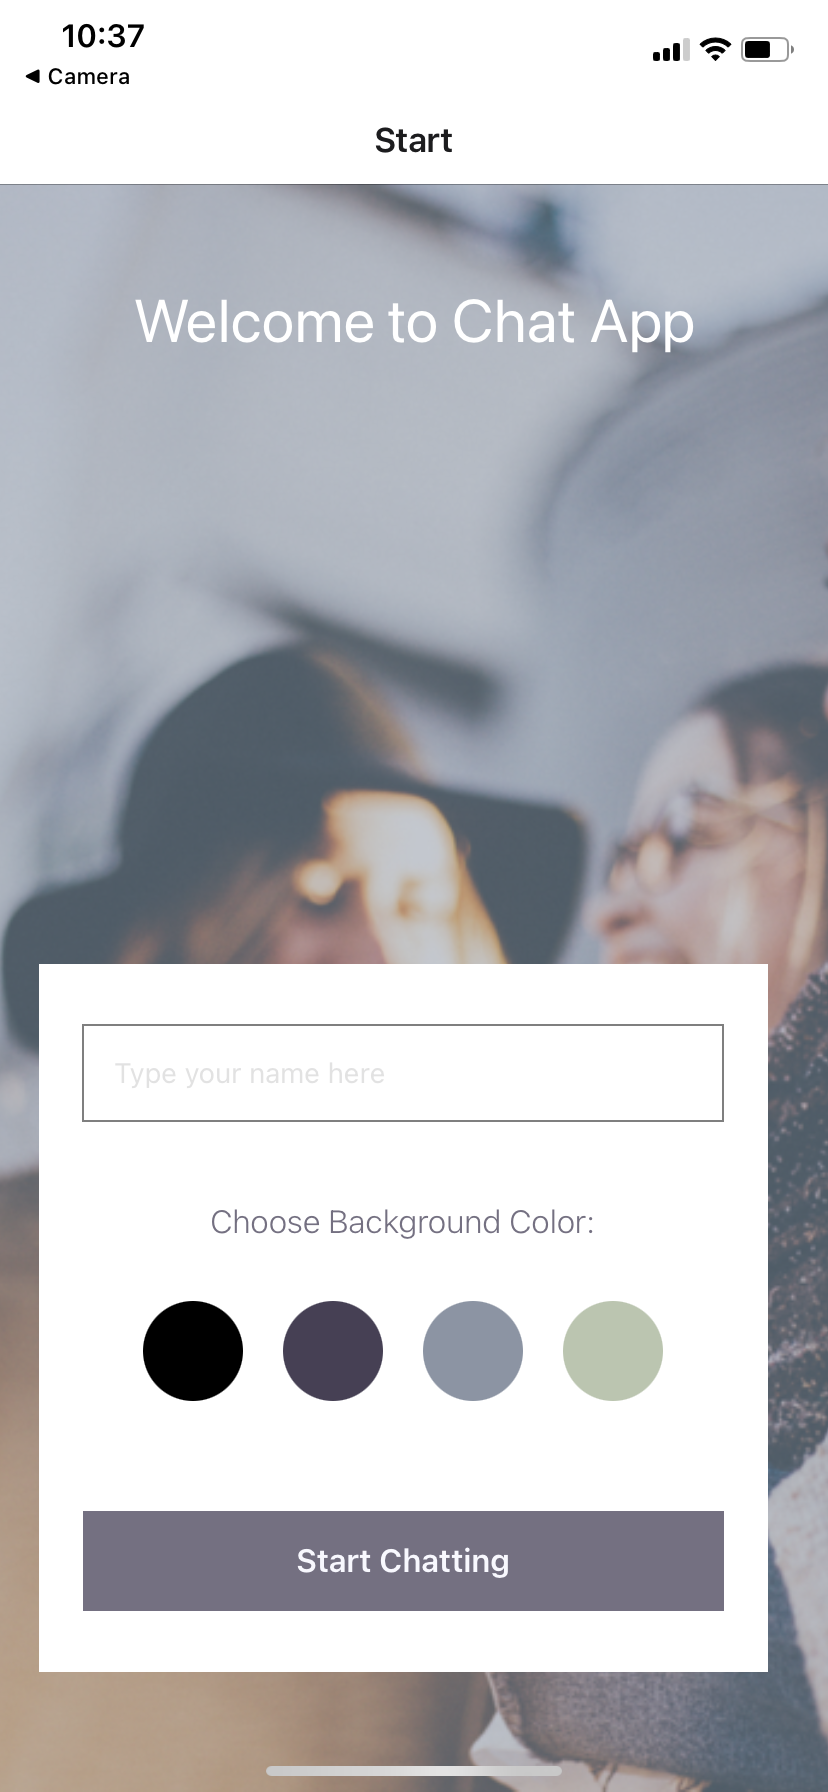 10:37
◀ Camera
Start
Welcome to Chat App
Type your name here
Choose Background Color:
Start Chatting